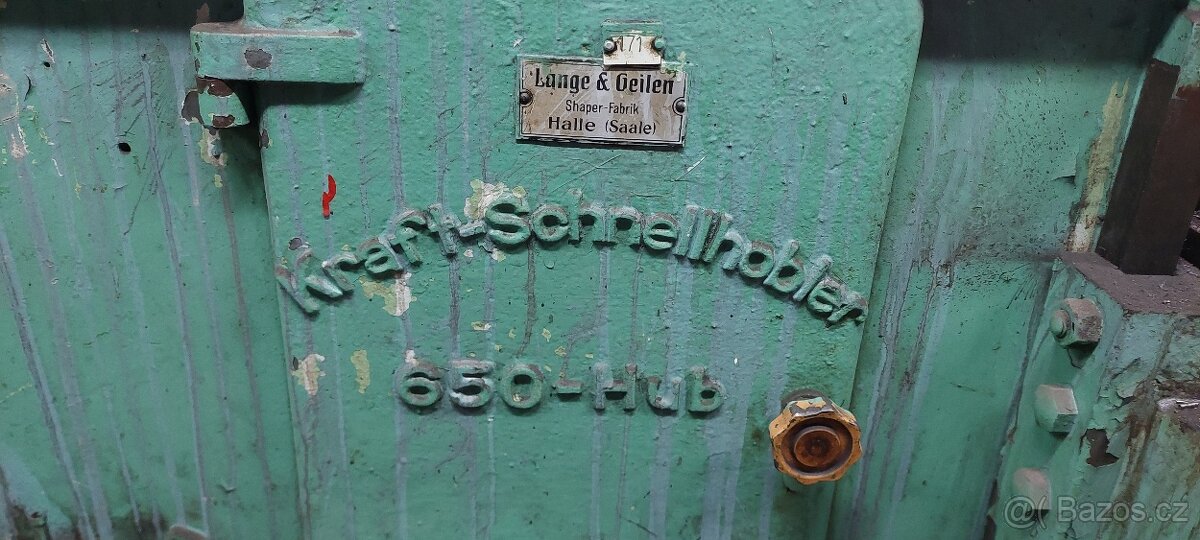 171
Lange & Geilen
Shaper-Fabrik
Halle (Saale)
Kraft-Schnellhobler
650-Hub
@Bazos.cz